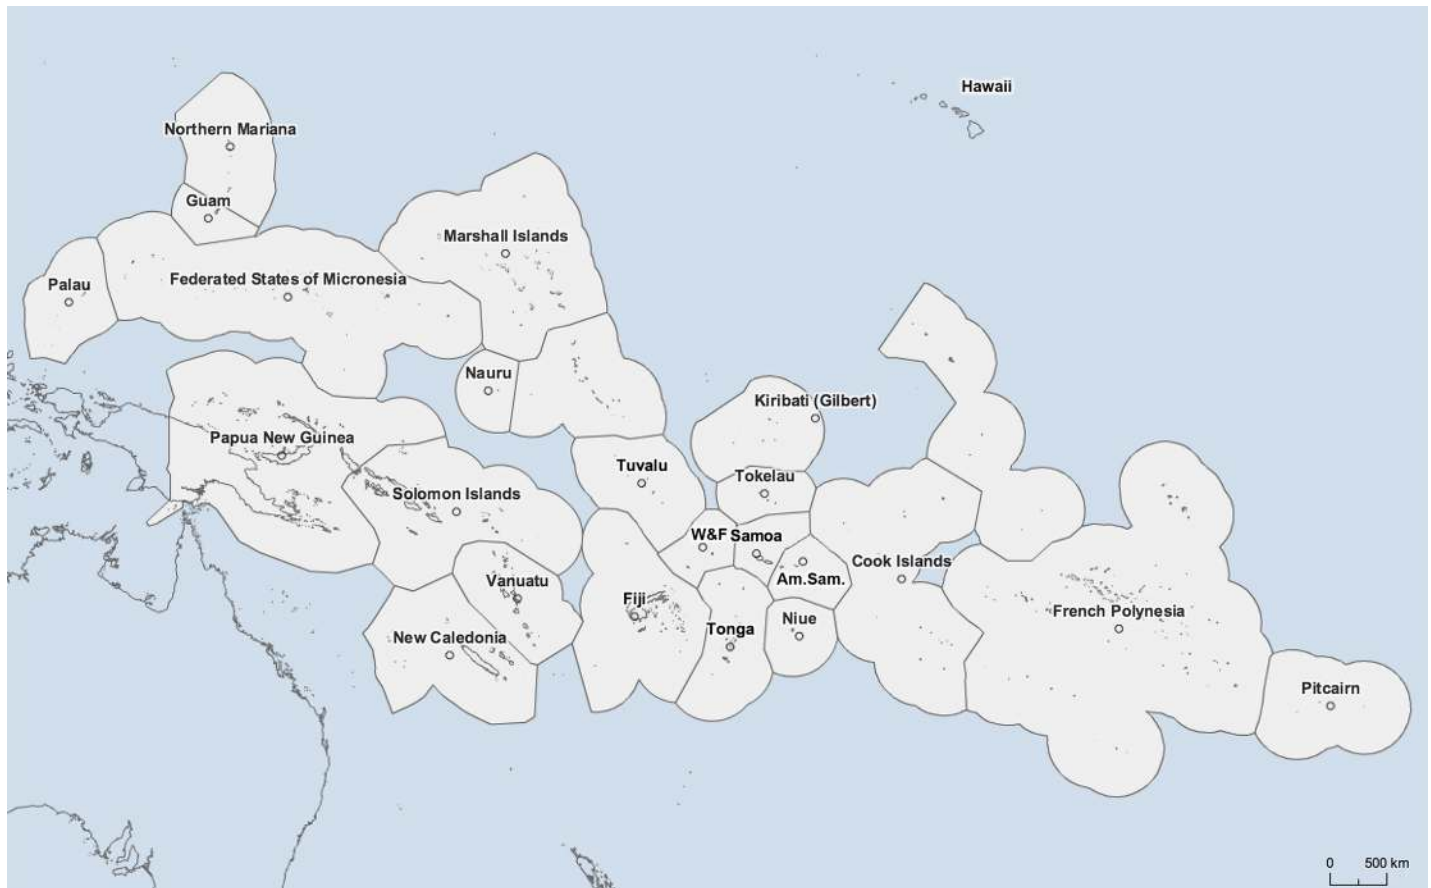 Hawaii
Northern Mariana
Guam
Marshall Islands
Palau
Federated States of Micronesia
Nauru
Kiribati (Gilbert)
Papua New Guinea
Tuvalu
Tokelau
Solomon Islands
W&F
Samoa
Cook Islands
Vanuatu
Am.Sam.
Fiji
French Polynesia
Niue
Tonga
New Caledonia
Pitcairn
0 500 km